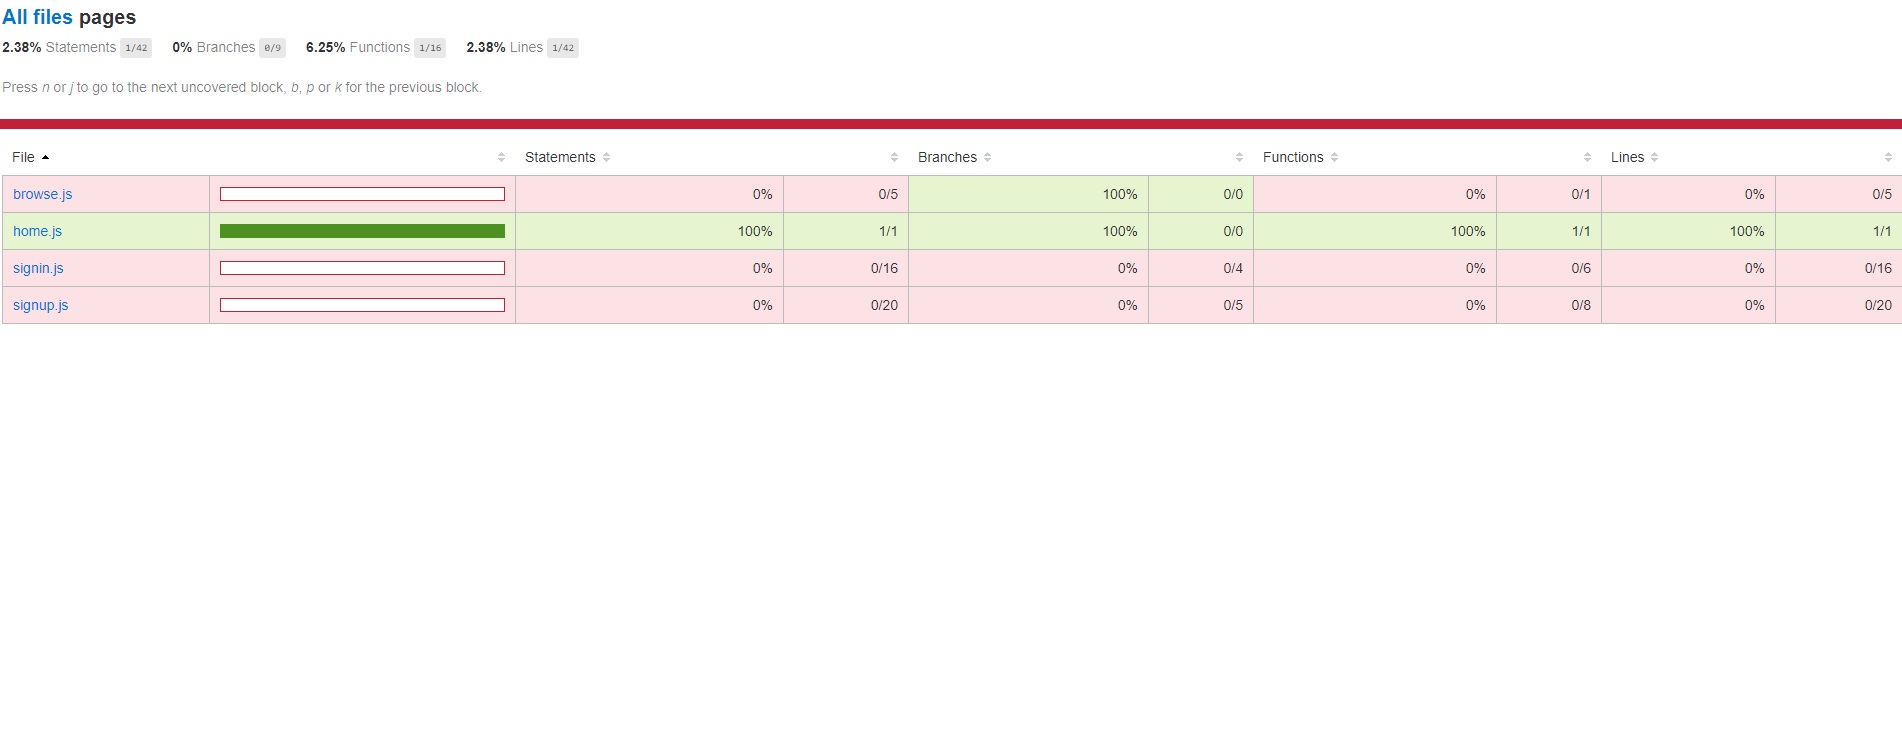 All files pages
2.38% Statements 1/42 0% Branches 0/9 6.25% Functions 1/16 2.38% Lines 1/42
Press n or j to go to the next uncovered block, b, p or k for the previous block.
File Statements Branches Functions Lines
browse.js 0% 0/5 100% 0/0 0% 0/1 0% 0/5
home.js 100% 1/1 100% 0/0 100% 1/1 100% 1/1
signin.js 0% 0/16 0% 0/4 0% 0/6 0% 0/16
signup.js 0% 0/20 0% 0/5 0% 0/8 0% 0/20